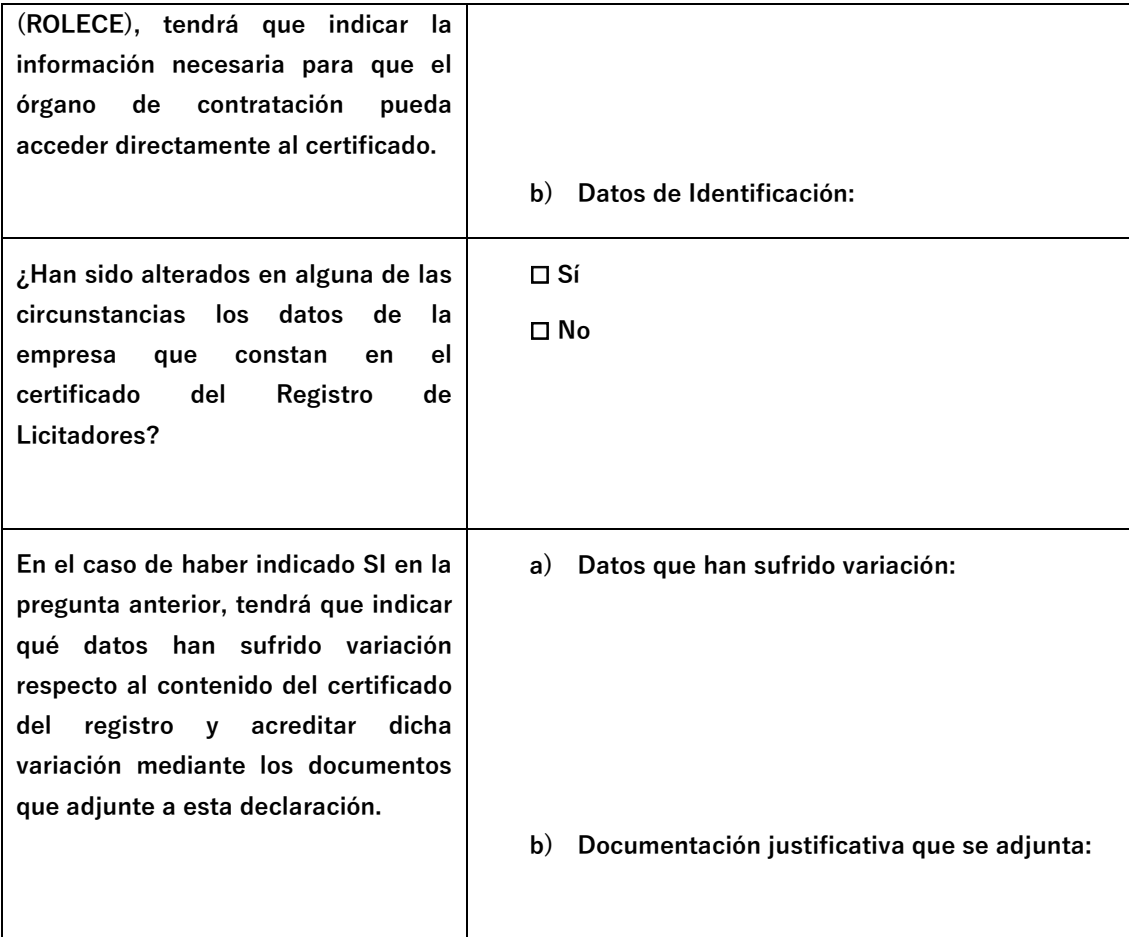 (ROLECE), tendrá que indicar la
información necesaria para que el
órgano de contratación pueda
acceder directamente al certificado.
b) Datos de Identificación:
¿Han sido alterados en alguna de las
circunstancias los datos de la
empresa que constan en el
certificado del Registro de
Licitadores?
☐ Sí
☐ No
En el caso de haber indicado SI en la
pregunta anterior, tendrá que indicar
qué datos han sufrido variación
respecto al contenido del certificado
del registro y acreditar dicha
variación mediante los documentos
que adjunte a esta declaración.
a) Datos que han sufrido variación:
b) Documentación justificativa que se adjunta: